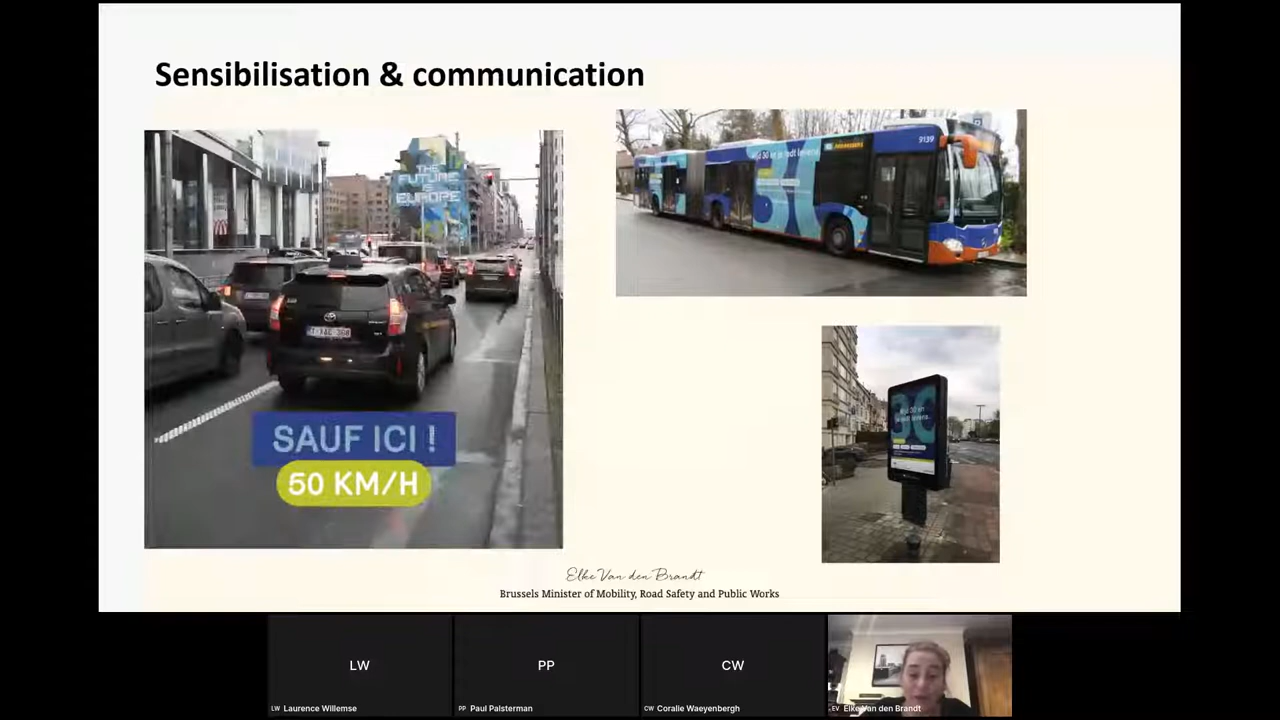 Sensibilisation & communication
THE
FUTURE
IS
EUROPE
SAUF ICI !
50 KM/H
9139
30
Elke Van den Brandt
Brussels Minister of Mobility, Road Safety and Public Works
LW
PP
CW
LW Laurence Willemse
PP Paul Palsterman
CW Coralie Waeyenbergh
EV Elke Van den Brandt